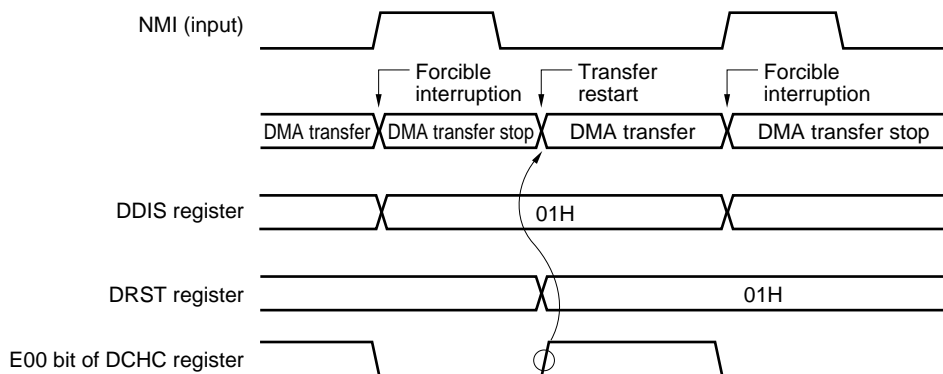 NMI (input)
Forcible
interruption
Transfer
restart
Forcible
interruption
DMA transfer
DMA transfer stop
DMA transfer
DMA transfer stop
DDIS register
01H
DRST register
01H
E00 bit of DCHC register